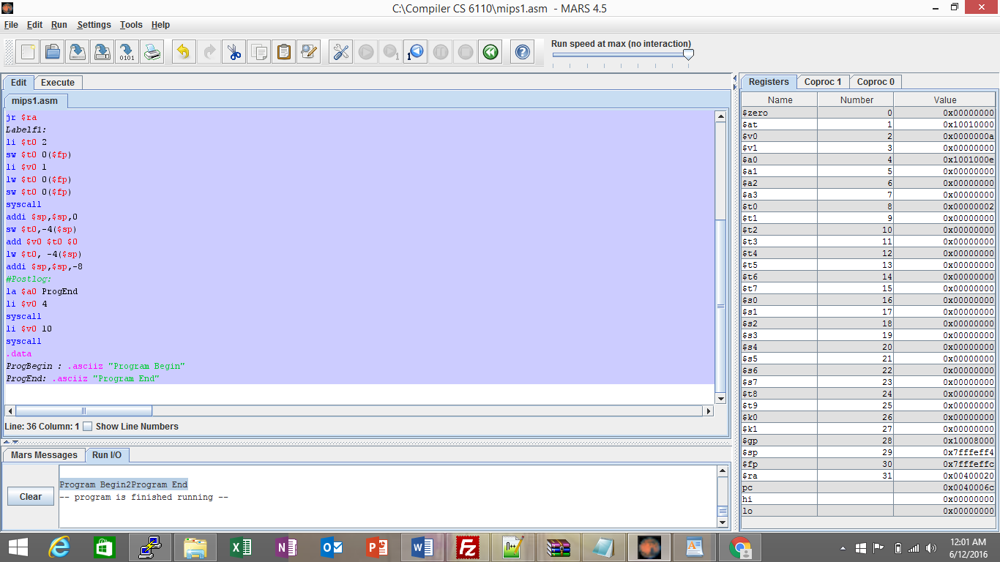 C:\Compiler CS 6110\mips1.asm - MARS 4.5
File Edit Run Settings Tools Help
0101
1
1
Run speed at max (no interaction)
Edit Execute
mips1.asm
jr $ra
Labelf1:
li $t0 2
sw $t0 0($fp)
li $v0 1
lw $t0 0($fp)
sw $t0 0($fp)
syscall
addi $sp,$sp,0
sw $t0,-4($sp)
add $v0 $t0 $0
lw $t0, -4($sp)
addi $sp,$sp,-8
#Postlog:
la $a0 ProgEnd
li $v0 4
syscall
li $v0 10
syscall
.data
ProgBegin : .asciiz "Program Begin"
ProgEnd: .asciiz "Program End"
Line: 36 Column: 1 Show Line Numbers
Mars Messages Run I/O
Clear
Program Begin2Program End
-- program is finished running --
Registers Coproc 1 Coproc 0
Name Number Value
$zero 0 0x00000000
$at 1 0x10010000
$v0 2 0x0000000a
$v1 3 0x00000000
$a0 4 0x1001000e
$a1 5 0x00000000
$a2 6 0x00000000
$a3 7 0x00000000
$t0 8 0x00000002
$t1 9 0x00000000
$t2 10 0x00000000
$t3 11 0x00000000
$t4 12 0x00000000
$t5 13 0x00000000
$t6 14 0x00000000
$t7 15 0x00000000
$s0 16 0x00000000
$s1 17 0x00000000
$s2 18 0x00000000
$s3 19 0x00000000
$s4 20 0x00000000
$s5 21 0x00000000
$s6 22 0x00000000
$s7 23 0x00000000
$t8 24 0x00000000
$t9 25 0x00000000
$k0 26 0x00000000
$k1 27 0x00000000
$gp 28 0x10008000
$sp 29 0x7fffeff4
$fp 30 0x7fffeffc
$ra 31 0x00400020
pc 0x0040006c
hi 0x00000000
lo 0x00000000
12:01 AM
6/12/2016